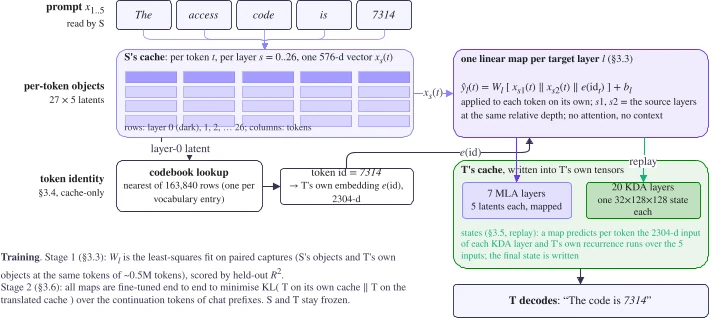 prompt x₁..₅
read by S
The access code is 7314
S's cache: per token t, per layer s = 0..26, one 576-d vector xₛ(t)
per-token objects
27 × 5 latents
rows: layer 0 (dark), 1, 2, … 26; columns: tokens
xₛ(t)
one linear map per target layer l (§3.3)
ŷₗ(t) = Wₗ [ xₛ₁(t) ‖ xₛ₂(t) ‖ e(idₜ) ] + bₗ
applied to each token on its own; s1, s2 = the source layers
at the same relative depth; no attention, no context
layer-0 latent
e(id)
replay
token identity
§3.4, cache-only
codebook lookup
nearest of 163,840 rows (one per
vocabulary entry)
token id = 7314
→ T's own embedding e(id),
2304-d
T's cache, written into T's own tensors
7 MLA layers
5 latents each, mapped
20 KDA layers
one 32×128×128 state
each
states (§3.5, replay): a map predicts per token the 2304-d input
of each KDA layer and T's own recurrence runs over the 5
inputs; the final state is written
Training. Stage 1 (§3.3): Wₗ is the least-squares fit on paired captures (S's objects and T's own
objects at the same tokens of ~0.5M tokens), scored by held-out R².
Stage 2 (§3.6): all maps are fine-tuned end to end to minimise KL( T on its own cache ‖ T on the
translated cache ) over the continuation tokens of chat prefixes. S and T stay frozen.
T decodes: “The code is 7314”